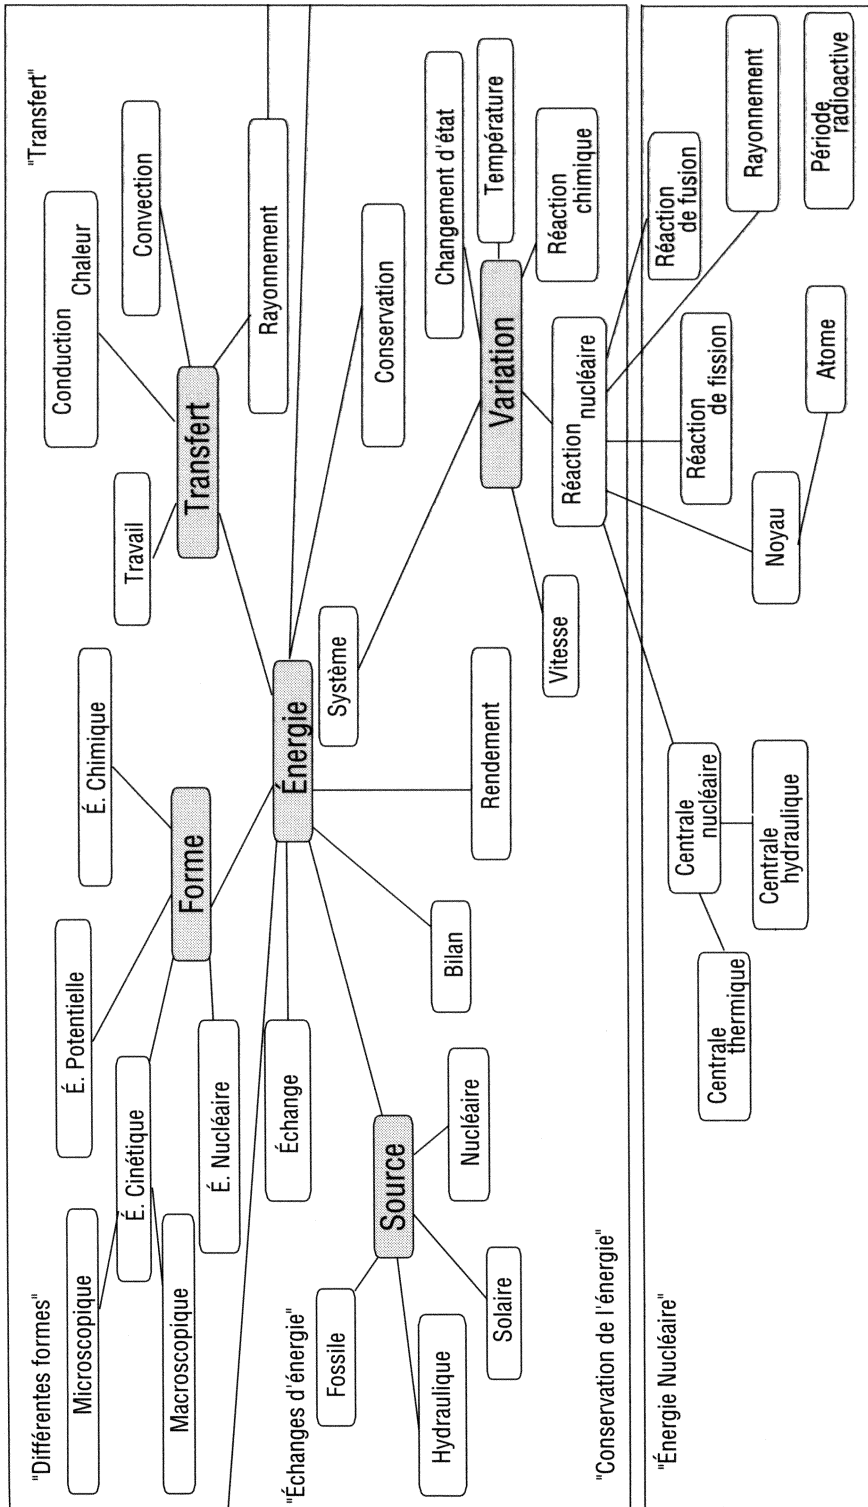 "Différentes formes"
Microscopique
Macroscopique
É. Cinétique
É. Potentielle
É. Nucléaire
É. Chimique
Forme
"Transfert"
Travail
Conduction
Chaleur
Convection
Rayonnement
Transfert
Énergie
"Échanges d'énergie"
Échange
Fossile
Hydraulique
Solaire
Nucléaire
Source
Bilan
Rendement
Système
Conservation
"Conservation de l'énergie"
Variation
Vitesse
Changement d'état
Température
Réaction
chimique
Réaction
nucléaire
"Énergie Nucléaire"
Centrale
thermique
Centrale
nucléaire
Centrale
hydraulique
Noyau
Atome
Réaction
de fission
Réaction
de fusion
Rayonnement
Période
radioactive